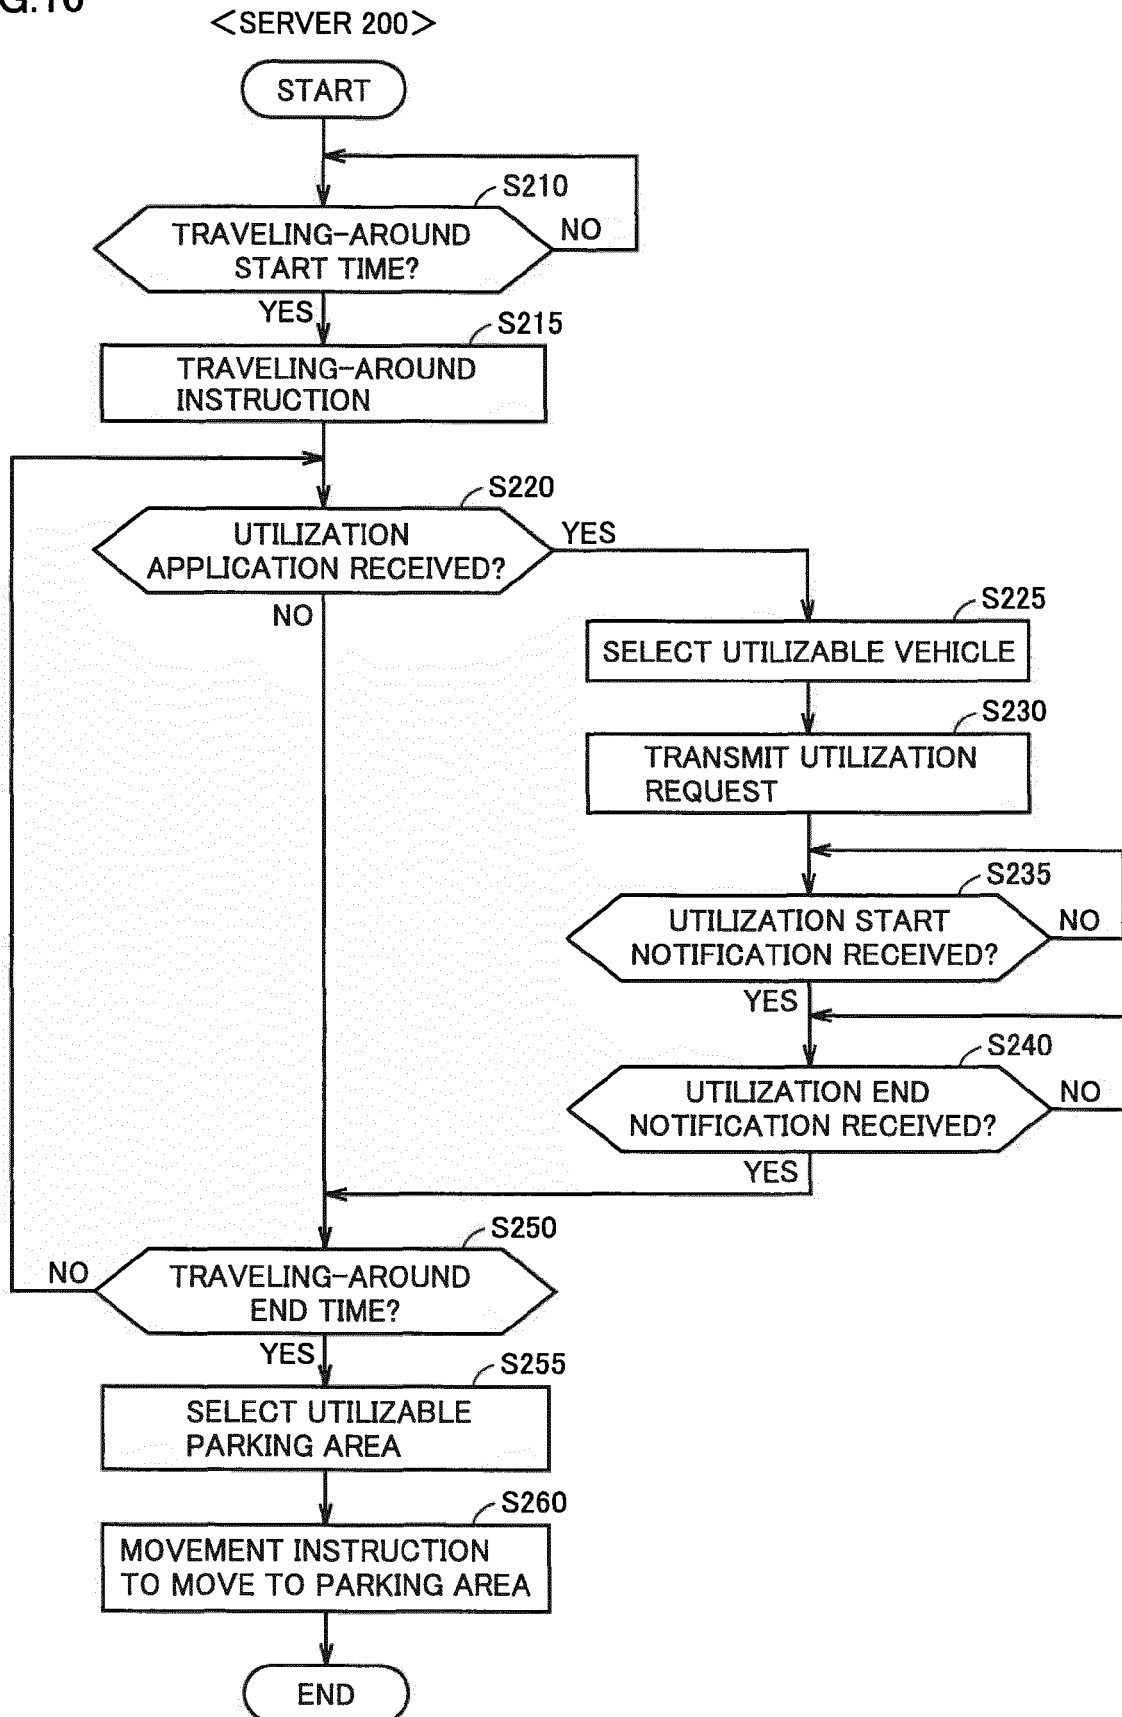 G.10
<SERVER 200>
START
S210
TRAVELING-AROUND
START TIME?
NO
YES
S215
TRAVELING-AROUND
INSTRUCTION
S220
UTILIZATION
APPLICATION RECEIVED?
YES
NO
S225
SELECT UTILIZABLE VEHICLE
S230
TRANSMIT UTILIZATION
REQUEST
S235
UTILIZATION START
NOTIFICATION RECEIVED?
NO
YES
S240
UTILIZATION END
NOTIFICATION RECEIVED?
NO
YES
S250
TRAVELING-AROUND
END TIME?
NO
YES
S255
SELECT UTILIZABLE
PARKING AREA
S260
MOVEMENT INSTRUCTION
TO MOVE TO PARKING AREA
END